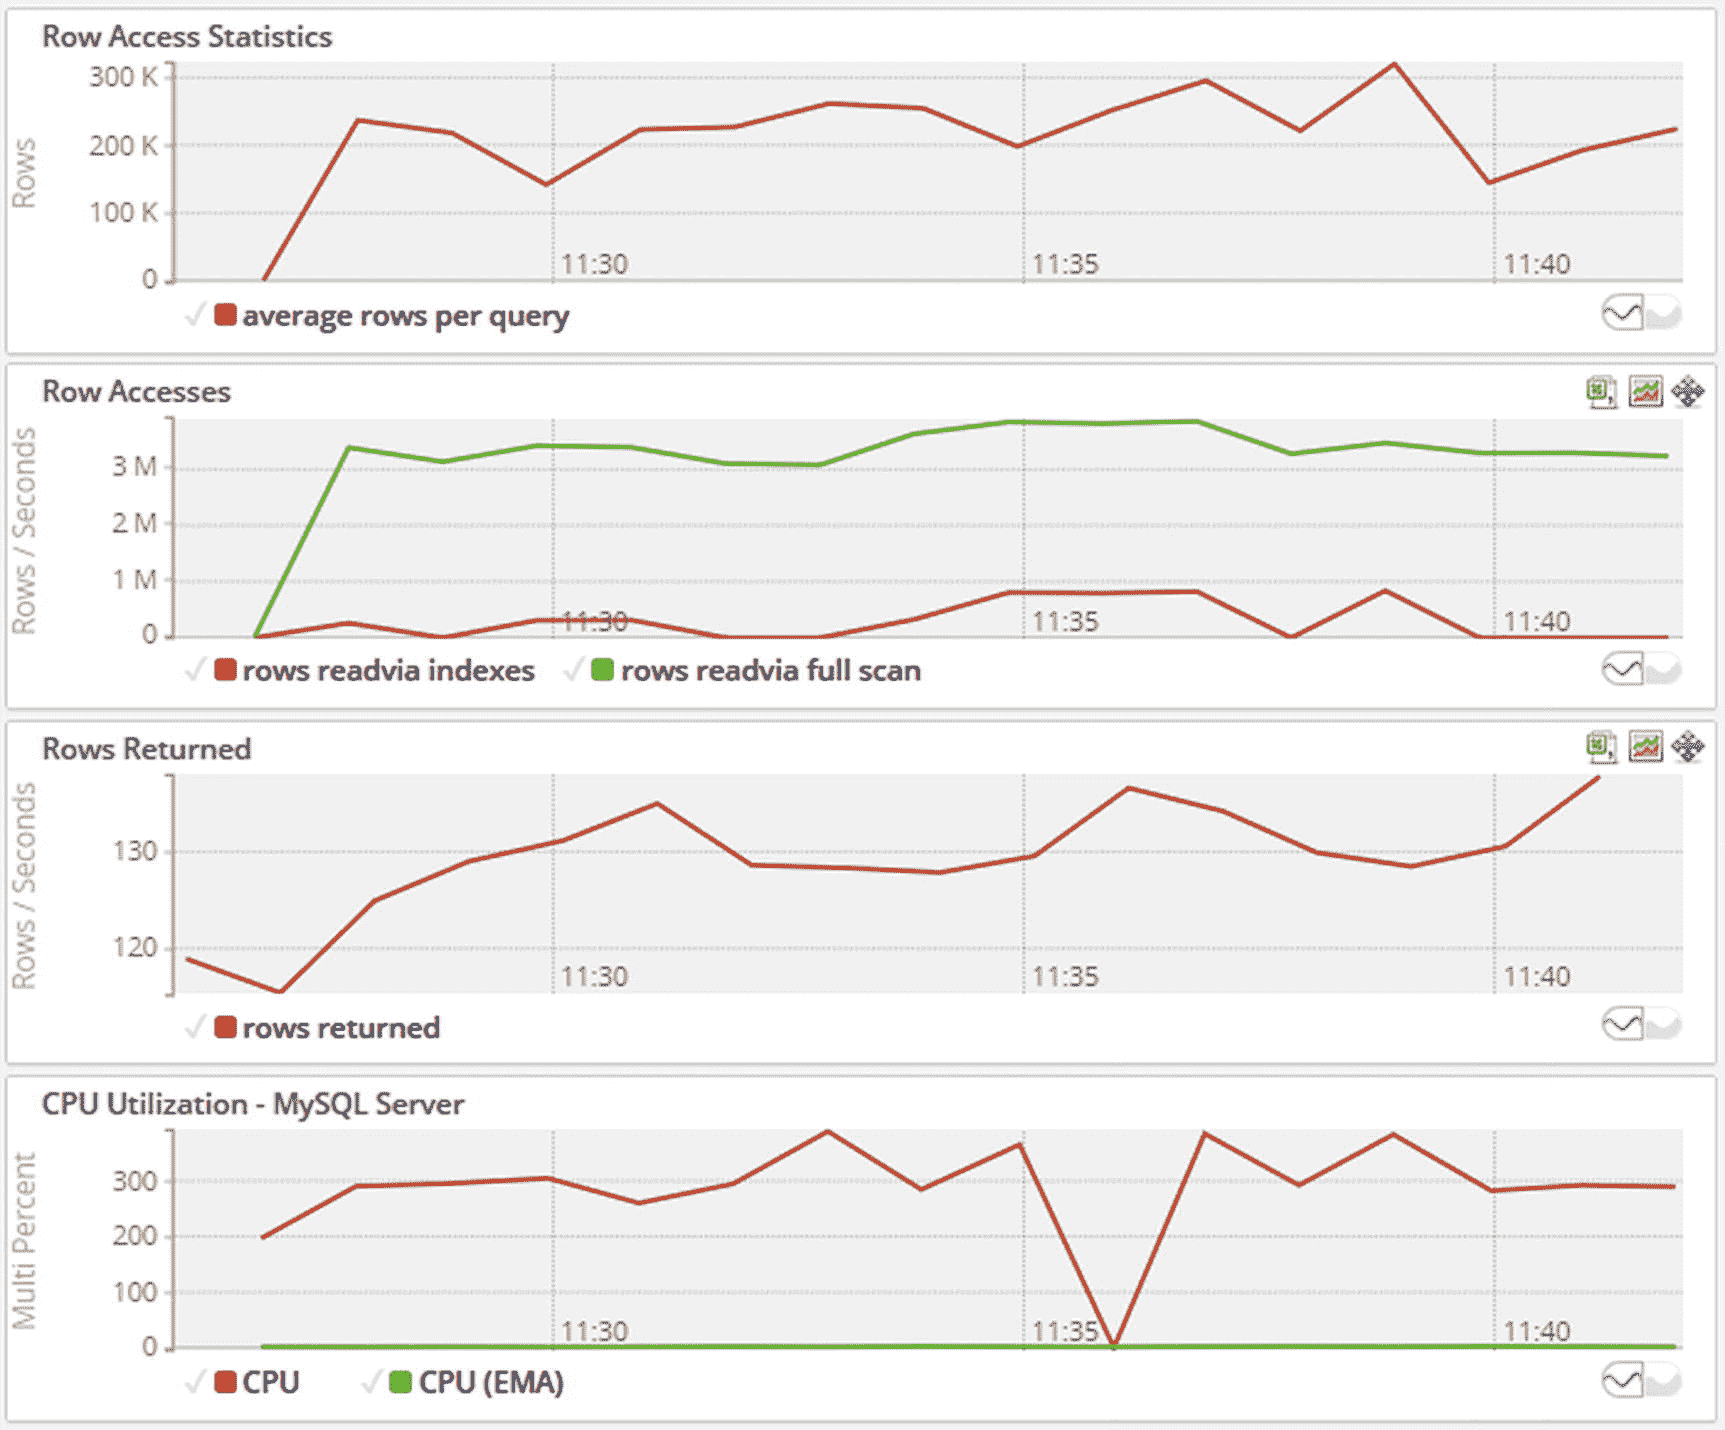 Row Access Statistics
300 K
200 K
100 K
0
Rows
11:30 11:35 11:40
average rows per query
Row Accesses
3 M
2 M
1 M
0
Rows / Seconds
11:30 11:35 11:40
rows readvia indexes rows readvia full scan
Rows Returned
130
120
Rows / Seconds
11:30 11:35 11:40
rows returned
CPU Utilization - MySQL Server
300
200
100
0
Multi Percent
11:30 11:35 11:40
CPU CPU (EMA)